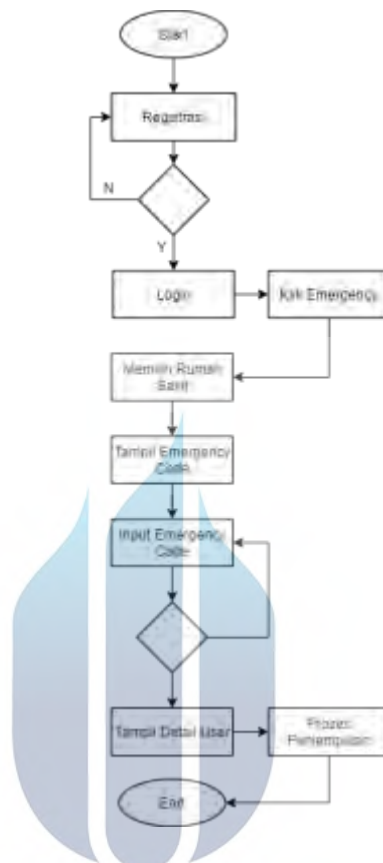 Start
Registrasi
N
Y
Login
Klik Emergency
Memilih Rumah
Sakit
Tampil Emergency
Code
Input Emergency
Code
Tampil Detail User
Proses
Penjemputan
End